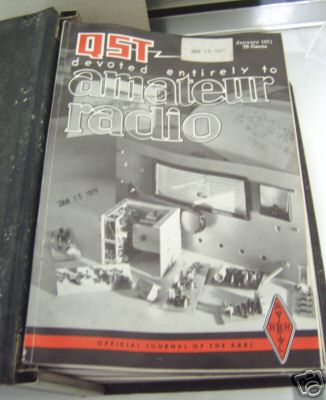 QST
JAN 15 1971
January 1971
75 Cents
devoted entirely to
amateur
radio
JAN 15 1971
OFFICIAL JOURNAL OF THE ARRL
ARRL
ebY